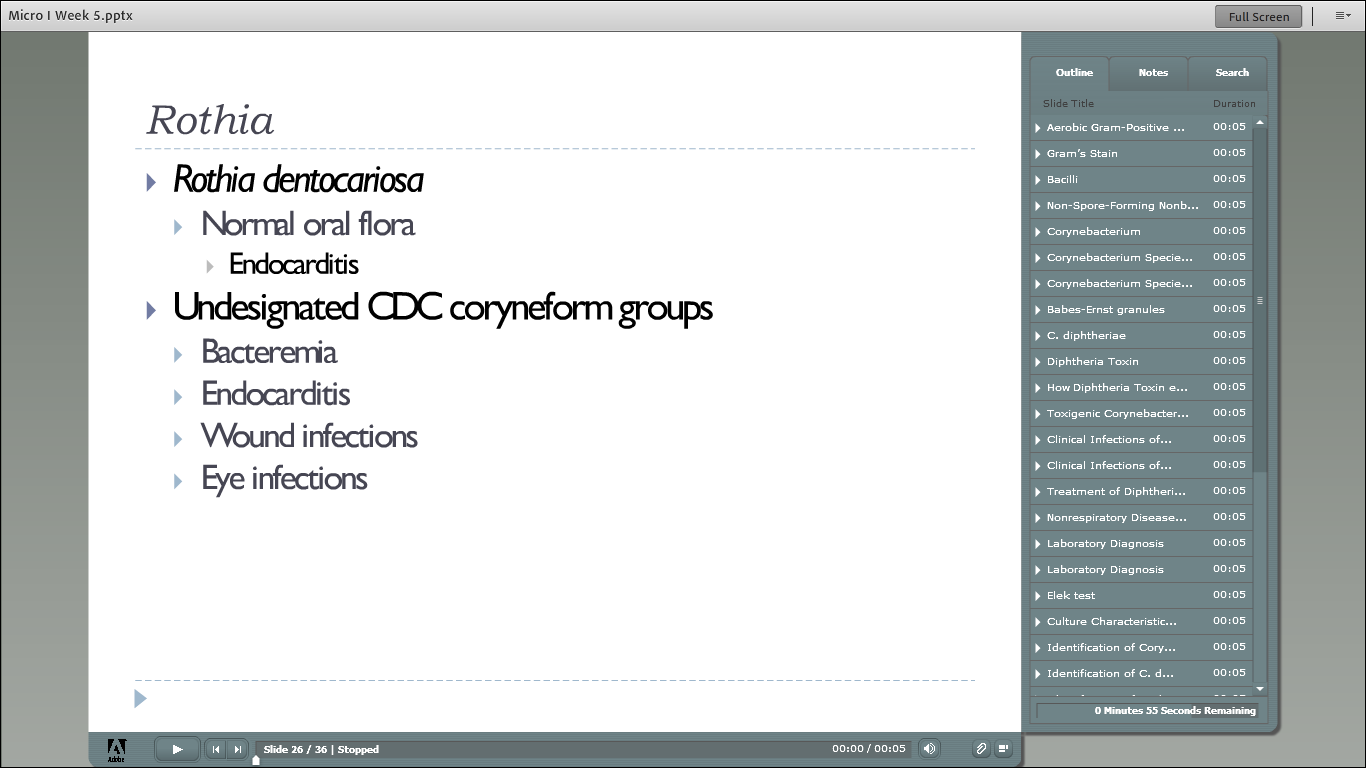 Micro I Week 5.pptx
Full Screen
Rothia
Rothia dentocariosa
Normal oral flora
Endocarditis
Undesignated CDC coryneform groups
Bacteremia
Endocarditis
Wound infections
Eye infections
Outline Notes Search
Slide Title Duration
Aerobic Gram-Positive ... 00:05
Gram's Stain 00:05
Bacilli 00:05
Non-Spore-Forming Nonb... 00:05
Corynebacterium 00:05
Corynebacterium Specie... 00:05
Corynebacterium Specie... 00:05
Babes-Ernst granules 00:05
C. diphtheriae 00:05
Diphtheria Toxin 00:05
How Diphtheria Toxin e... 00:05
Toxigenic Corynebacter... 00:05
Clinical Infections of... 00:05
Clinical Infections of... 00:05
Treatment of Diphtheri... 00:05
Nonrespiratory Disease... 00:05
Laboratory Diagnosis 00:05
Laboratory Diagnosis 00:05
Elek test 00:05
Culture Characteristic... 00:05
Identification of Cory... 00:05
Identification of C. d... 00:05
0 Minutes 55 Seconds Remaining
Adobe
Slide 26 / 36 | Stopped
00:00 / 00:05